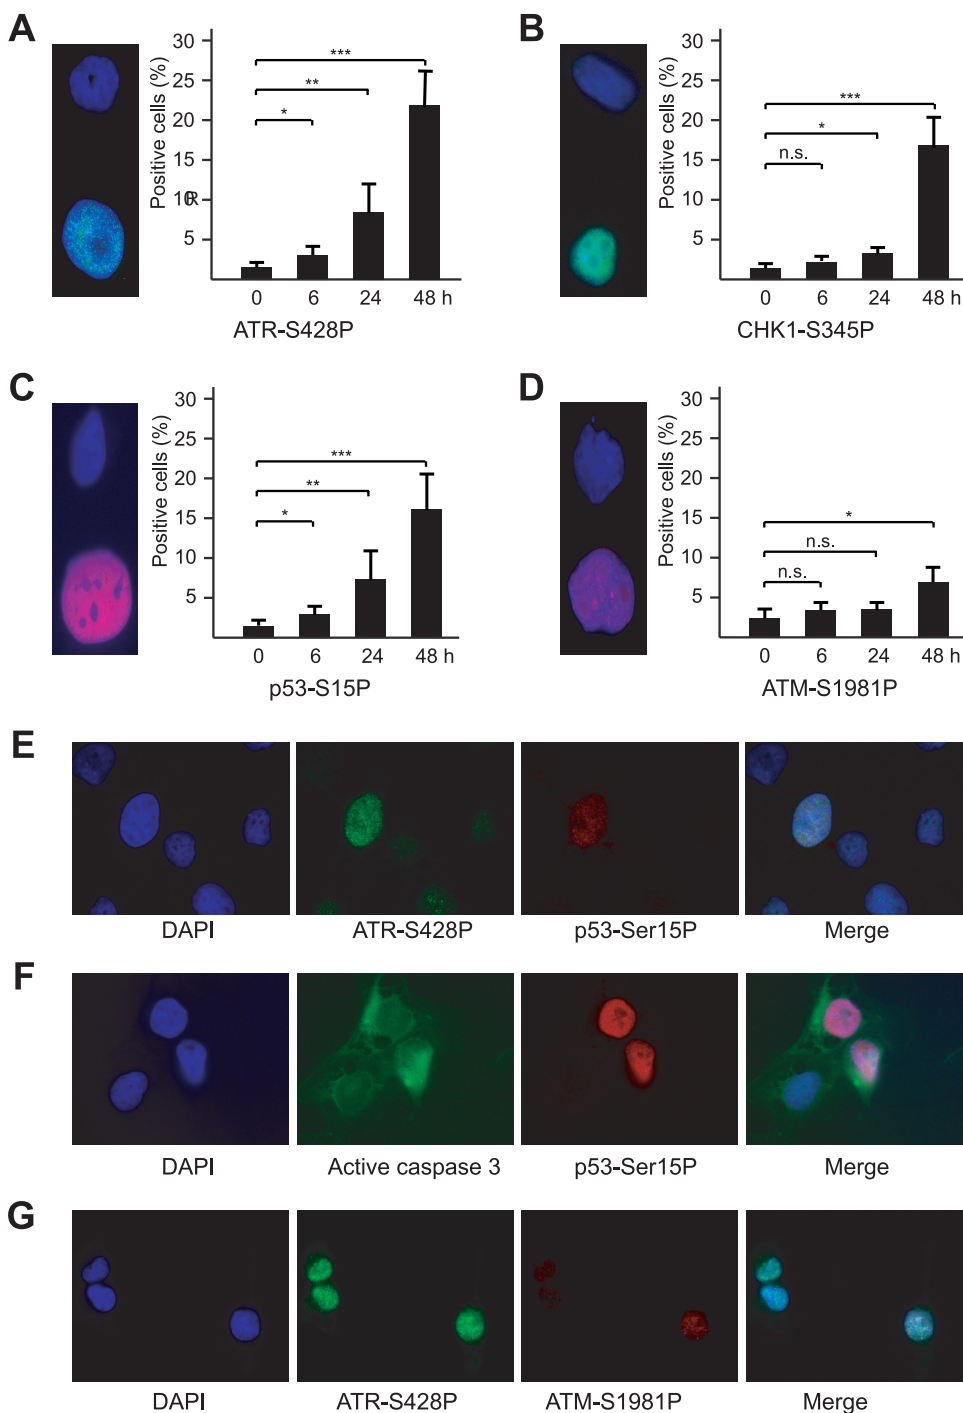 A
Positive cells (%)
30
25
20
15
10
R
5
***
**
*
0 6 24 48 h
ATR-S428P
B
Positive cells (%)
30
25
20
15
10
5
***
*
n.s.
0 6 24 48 h
CHK1-S345P
C
Positive cells (%)
30
25
20
15
10
5
***
**
*
0 6 24 48 h
p53-S15P
D
Positive cells (%)
30
25
20
15
10
5
*
n.s.
n.s.
0 6 24 48 h
ATM-S1981P
E
DAPI ATR-S428P p53-Ser15P Merge
F
DAPI Active caspase 3 p53-Ser15P Merge
G
DAPI ATR-S428P ATM-S1981P Merge